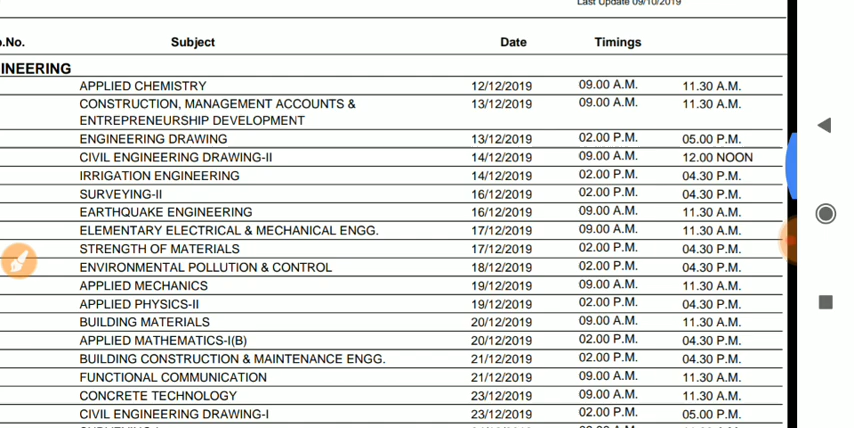 Last Update 09/10/2019
p.No. Subject Date Timings
INEERING
APPLIED CHEMISTRY 12/12/2019 09.00 A.M. 11.30 A.M.
CONSTRUCTION, MANAGEMENT ACCOUNTS & 13/12/2019 09.00 A.M. 11.30 A.M.
ENTREPRENEURSHIP DEVELOPMENT
ENGINEERING DRAWING 13/12/2019 02.00 P.M. 05.00 P.M.
CIVIL ENGINEERING DRAWING-II 14/12/2019 09.00 A.M. 12.00 NOON
IRRIGATION ENGINEERING 14/12/2019 02.00 P.M. 04.30 P.M.
SURVEYING-II 16/12/2019 02.00 P.M. 04.30 P.M.
EARTHQUAKE ENGINEERING 16/12/2019 09.00 A.M. 11.30 A.M.
ELEMENTARY ELECTRICAL & MECHANICAL ENGG. 17/12/2019 09.00 A.M. 11.30 A.M.
STRENGTH OF MATERIALS 17/12/2019 02.00 P.M. 04.30 P.M.
ENVIRONMENTAL POLLUTION & CONTROL 18/12/2019 02.00 P.M. 04.30 P.M.
APPLIED MECHANICS 19/12/2019 09.00 A.M. 11.30 A.M.
APPLIED PHYSICS-II 19/12/2019 02.00 P.M. 04.30 P.M.
BUILDING MATERIALS 20/12/2019 09.00 A.M. 11.30 A.M.
APPLIED MATHEMATICS-I(B) 20/12/2019 02.00 P.M. 04.30 P.M.
BUILDING CONSTRUCTION & MAINTENANCE ENGG. 21/12/2019 02.00 P.M. 04.30 P.M.
FUNCTIONAL COMMUNICATION 21/12/2019 09.00 A.M. 11.30 A.M.
CONCRETE TECHNOLOGY 23/12/2019 09.00 A.M. 11.30 A.M.
CIVIL ENGINEERING DRAWING-I 23/12/2019 02.00 P.M. 05.00 P.M.